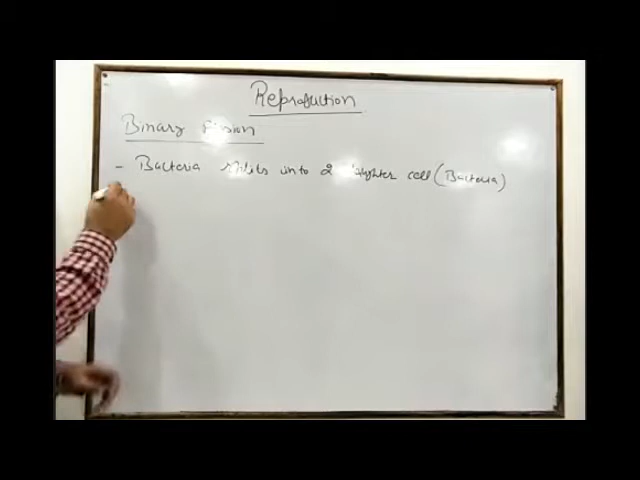 Reproduction
Binary Fission
- Bacteria splits into 2 daughter cell (Bacteria)